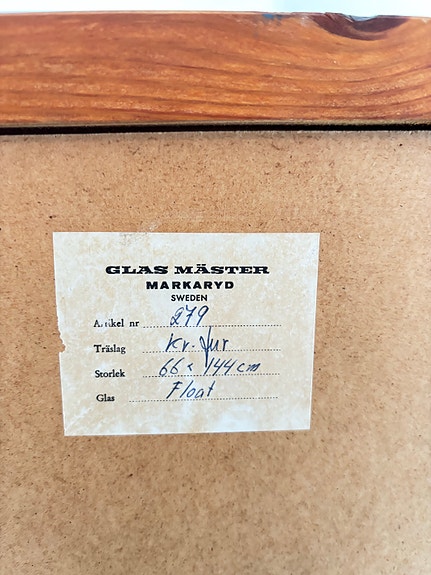 GLAS MÄSTER
MARKARYD
SWEDEN
Artikel nr 279
Träslag Kr. fur
Storlek 66 x 144 cm
Glas Float